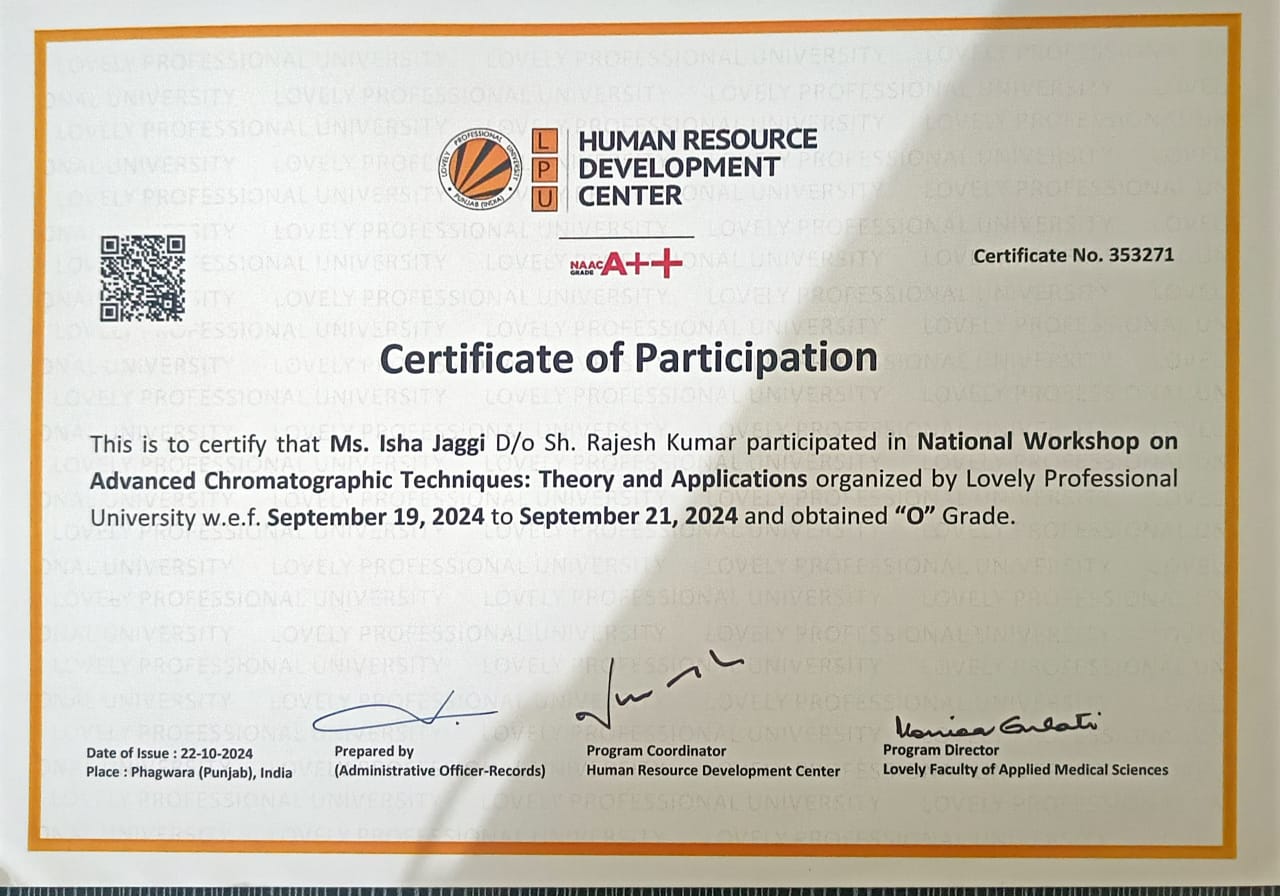 LOVELY PROFESSIONAL UNIVERSITY
PUNJAB (INDIA)
L
P
U
HUMAN RESOURCE
DEVELOPMENT
CENTER
NAAC
GRADE
A++
Certificate No. 353271
Certificate of Participation
This is to certify that Ms. Isha Jaggi D/o Sh. Rajesh Kumar participated in National Workshop on
Advanced Chromatographic Techniques: Theory and Applications organized by Lovely Professional
University w.e.f. September 19, 2024 to September 21, 2024 and obtained “O” Grade.
Date of Issue : 22-10-2024
Place : Phagwara (Punjab), India
Prepared by
(Administrative Officer-Records)
Program Coordinator
Human Resource Development Center
Monica Gulati
Program Director
Lovely Faculty of Applied Medical Sciences